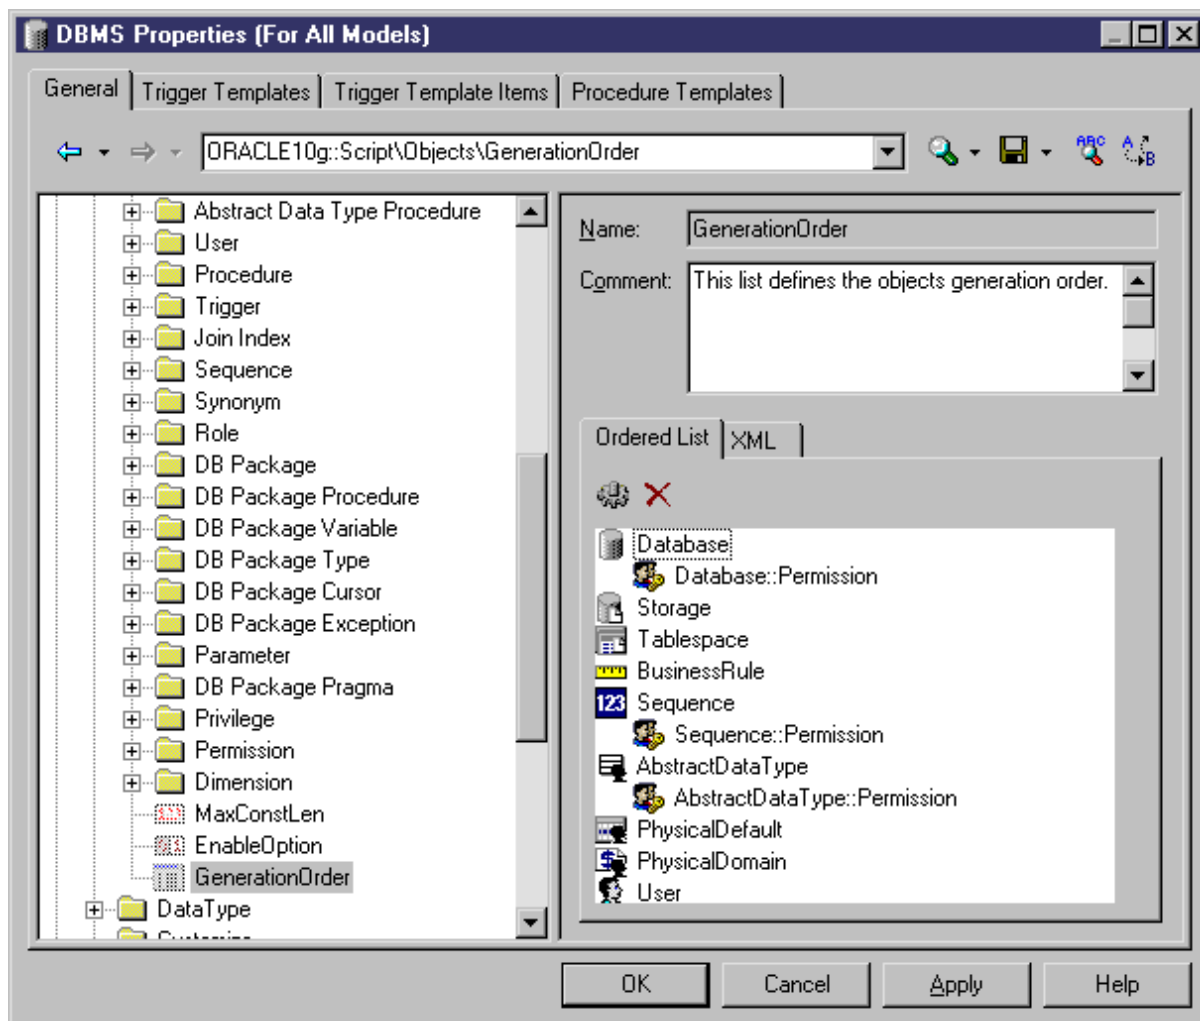 DBMS Properties (For All Models)
General
Trigger Templates
Trigger Template Items
Procedure Templates
ORACLE10g::Script\Objects\GenerationOrder
ABC
A
B
Abstract Data Type Procedure
User
Procedure
Trigger
Join Index
Sequence
Synonym
Role
DB Package
DB Package Procedure
DB Package Variable
DB Package Type
DB Package Cursor
DB Package Exception
Parameter
DB Package Pragma
Privilege
Permission
Dimension
MaxConstLen
EnableOption
GenerationOrder
DataType
Name:
GenerationOrder
Comment:
This list defines the objects generation order.
Ordered List
XML
Database
Database::Permission
Storage
Tablespace
BusinessRule
123 Sequence
Sequence::Permission
AbstractDataType
AbstractDataType::Permission
PhysicalDefault
PhysicalDomain
User
OK
Cancel
Apply
Help